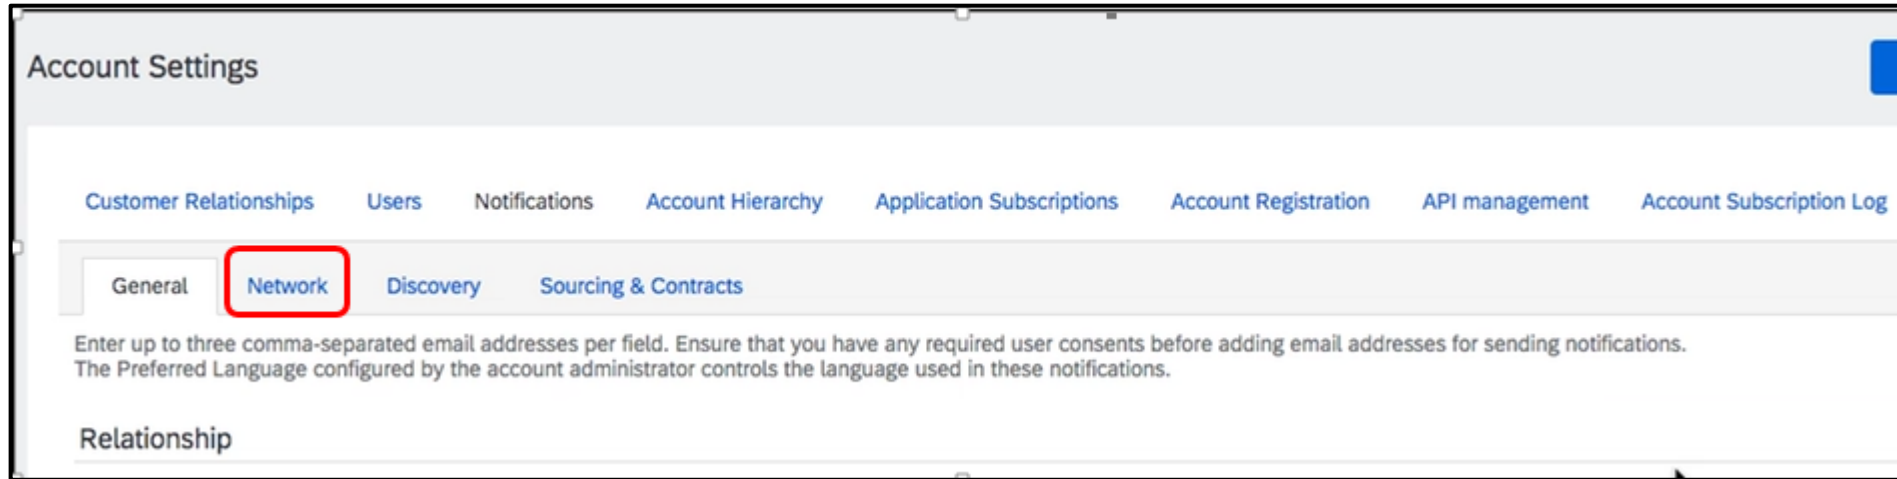 Account Settings
Customer Relationships Users Notifications Account Hierarchy Application Subscriptions Account Registration API management Account Subscription Log
General Network Discovery Sourcing & Contracts
Enter up to three comma-separated email addresses per field. Ensure that you have any required user consents before adding email addresses for sending notifications.
The Preferred Language configured by the account administrator controls the language used in these notifications.
Relationship